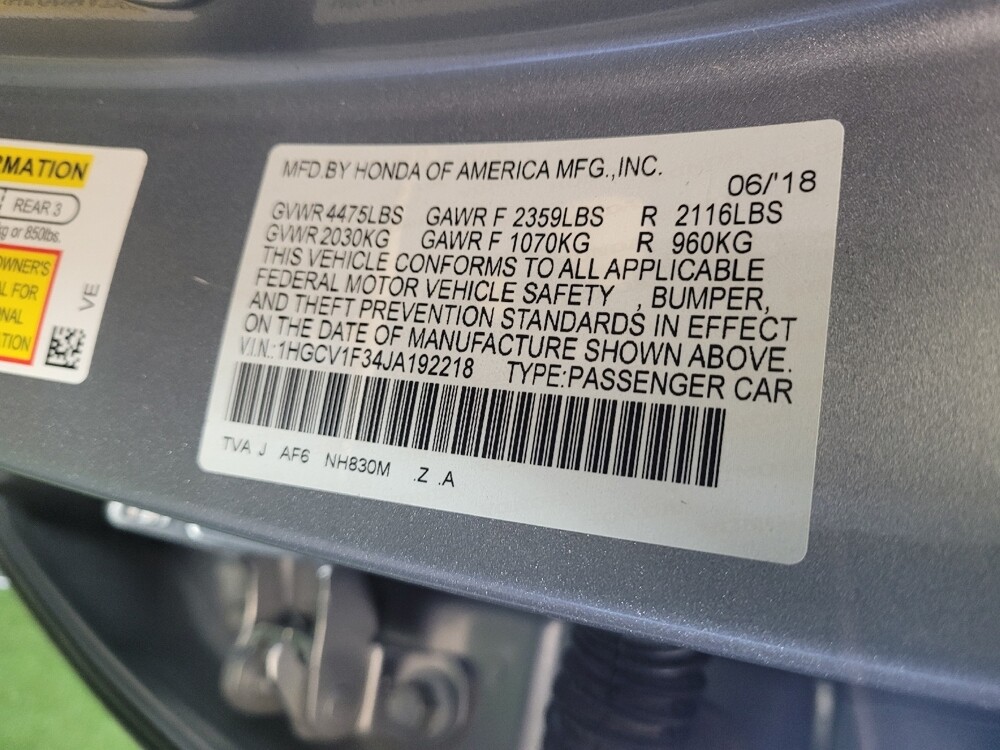 RMATION
REAR 3
g or 850lbs.
OWNER'S
AL FOR
ONAL
TION
VE
MFD.BY HONDA OF AMERICA MFG.,INC.
06/'18
GVWR 4475LBS GAWR F 2359LBS R 2116LBS
GVWR 2030KG GAWR F 1070KG R 960KG
THIS VEHICLE CONFORMS TO ALL APPLICABLE
FEDERAL MOTOR VEHICLE SAFETY , BUMPER,
AND THEFT PREVENTION STANDARDS IN EFFECT
ON THE DATE OF MANUFACTURE SHOWN ABOVE.
V.I.N.:1HGCV1F34JA192218 TYPE:PASSENGER CAR
TVA J AF6 NH830M .Z .A